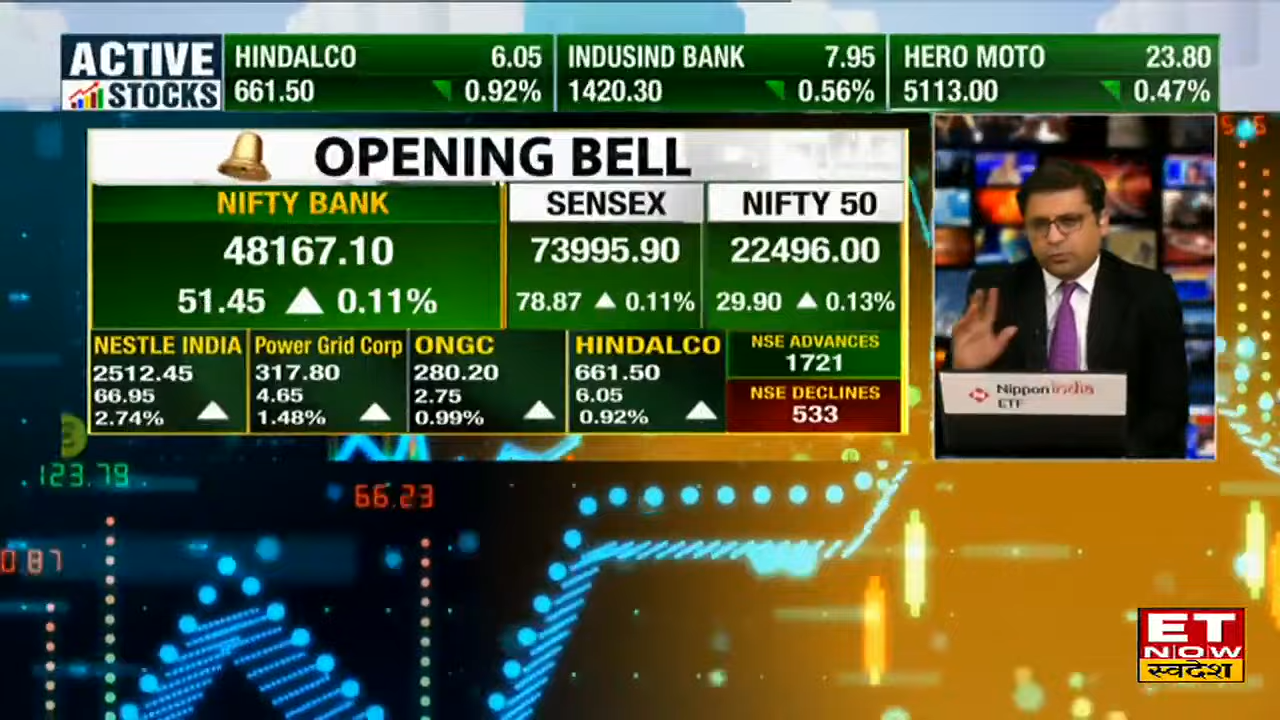 ACTIVE
STOCKS
HINDALCO 6.05
661.50 0.92%
INDUSIND BANK 7.95
1420.30 0.56%
HERO MOTO 23.80
5113.00 0.47%
OPENING BELL
NIFTY BANK
48167.10
51.45 0.11%
SENSEX
73995.90
78.87 0.11%
NIFTY 50
22496.00
29.90 0.13%
NESTLE INDIA
2512.45
66.95
2.74%
Power Grid Corp
317.80
4.65
1.48%
ONGC
280.20
2.75
0.99%
HINDALCO
661.50
6.05
0.92%
NSE ADVANCES
1721
NSE DECLINES
533
Nippon india
ETF
123.79
66.23
0.87
ET
NOW
स्वदेश